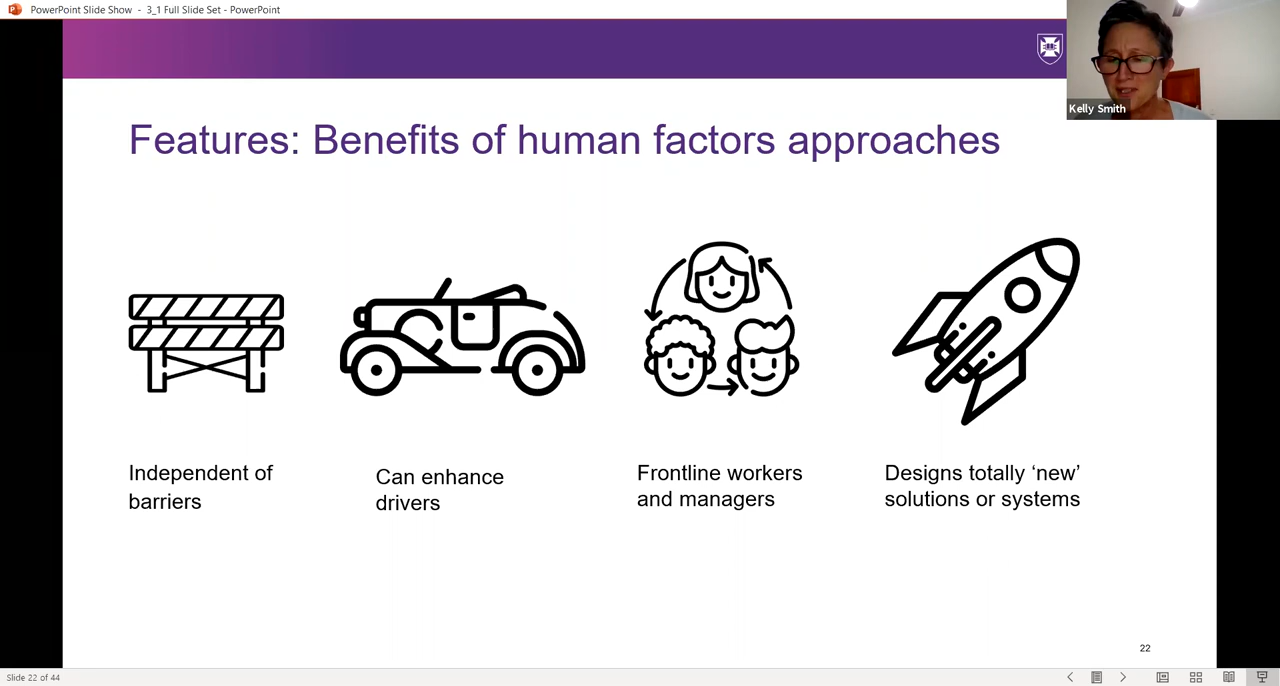 PowerPoint Slide Show - 3_1 Full Slide Set - PowerPoint
Kelly Smith
Features: Benefits of human factors approaches
Independent of
barriers
Can enhance
drivers
Frontline workers
and managers
Designs totally ‘new’
solutions or systems
22
Slide 22 of 44